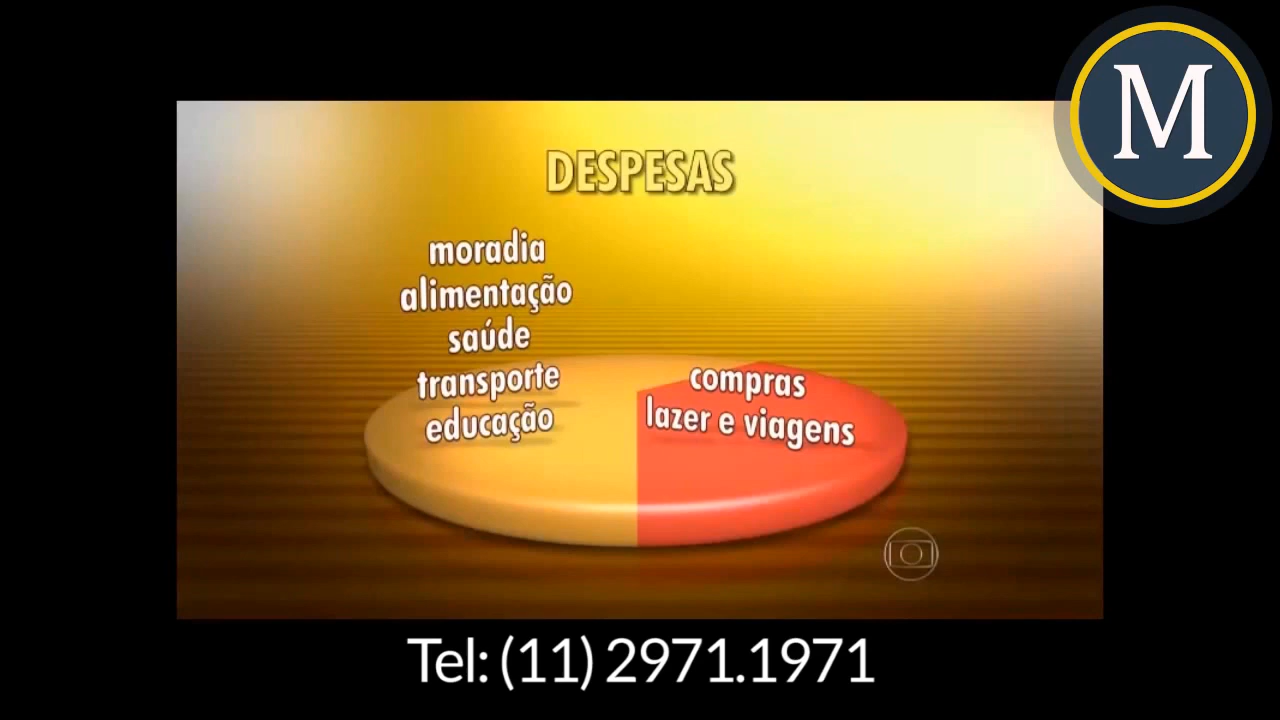 M
DESPESAS
moradia
alimentação
saúde
transporte
educação
compras
lazer e viagens
Tel: (11) 2971.1971